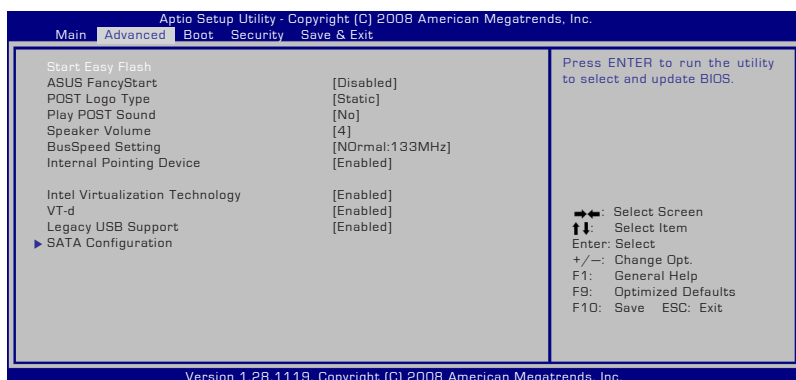 Aptio Setup Utility - Copyright (C) 2008 American Megatrends, Inc.
Main Advanced Boot Security Save & Exit
Start Easy Flash
ASUS FancyStart [Disabled]
POST Logo Type [Static]
Play POST Sound [No]
Speaker Volume [4]
BusSpeed Setting [NOrmal:133MHz]
Internal Pointing Device [Enabled]
Intel Virtualization Technology [Enabled]
VT-d [Enabled]
Legacy USB Support [Enabled]
SATA Configuration
Press ENTER to run the utility
to select and update BIOS.
→←: Select Screen
↑↓: Select Item
Enter: Select
+/—: Change Opt.
F1: General Help
F9: Optimized Defaults
F10: Save ESC: Exit
Version 1.28.1119. Copyright (C) 2008 American Megatrends, Inc.